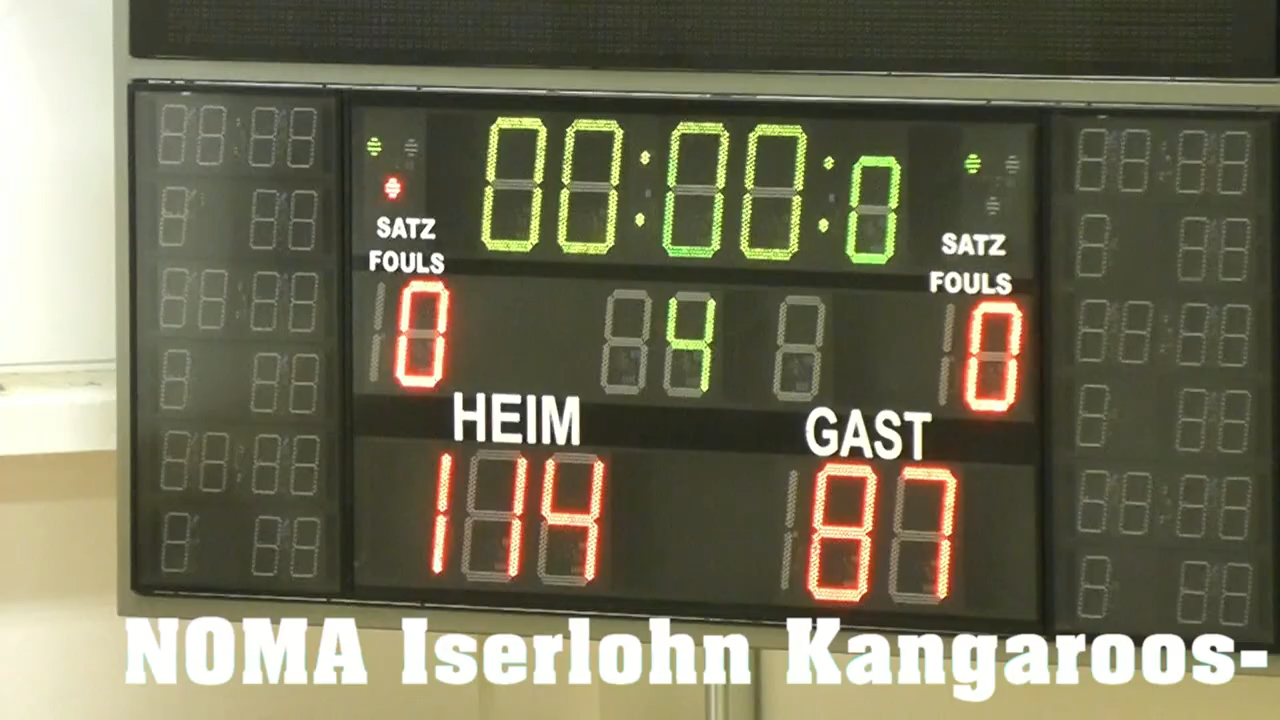 00:00:0
SATZ SATZ
FOULS FOULS
0 4 0
HEIM GAST
114 87
NOMA Iserlohn Kangaroos-